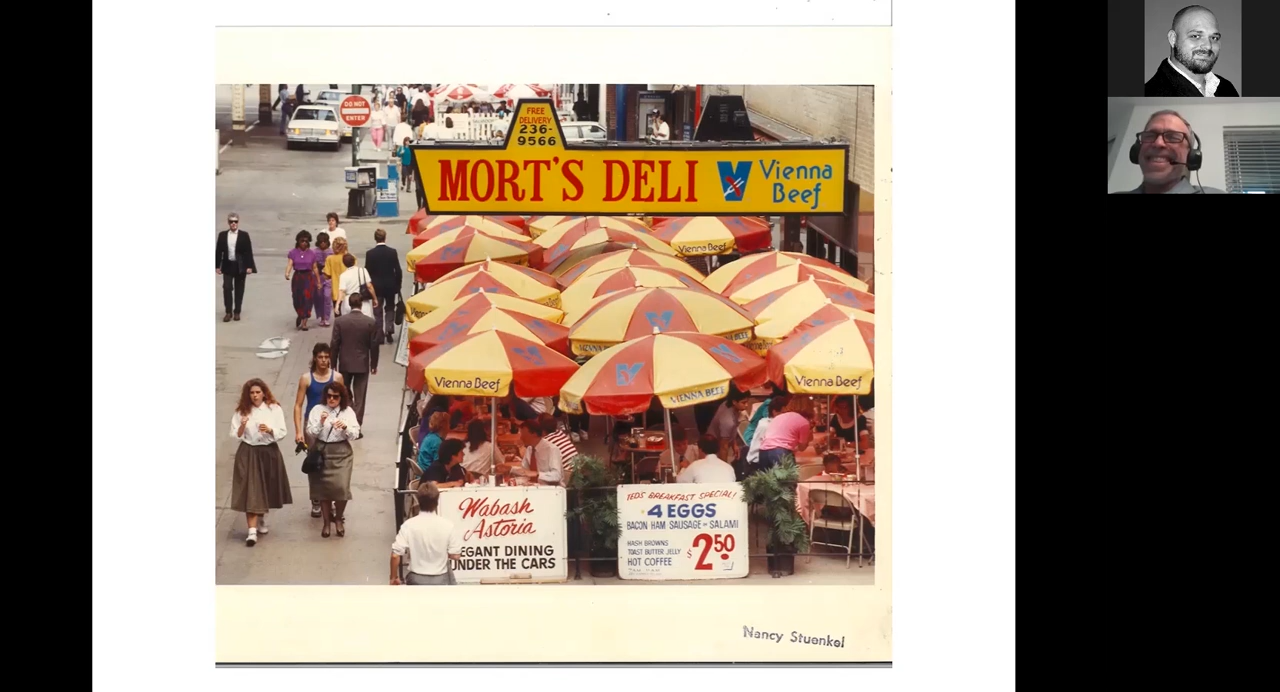 DO NOT
ENTER
FREE
DELIVERY
236-
9566
MORT'S DELI
Vienna
Beef
Vienna Beef
Vienna Beef
VIENNA BEEF
Vienna Beef
Wabash
Astoria
EGANT DINING
NDER THE CARS
TEDS BREAKFAST SPECIAL!
4 EGGS
BACON HAM SAUSAGE OR SALAMI
HASH BROWNS
TOAST BUTTER JELLY
HOT COFFEE
$2.50
Nancy Stuenkel